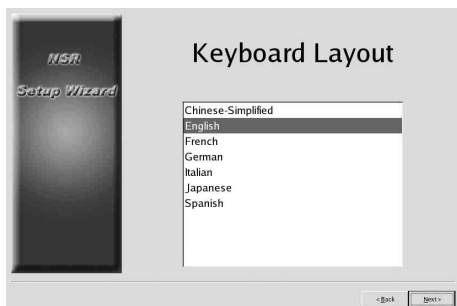 NSR
Setup Wizard
Keyboard Layout
Chinese-Simplified
English
French
German
Italian
Japanese
Spanish
< Back
Next >